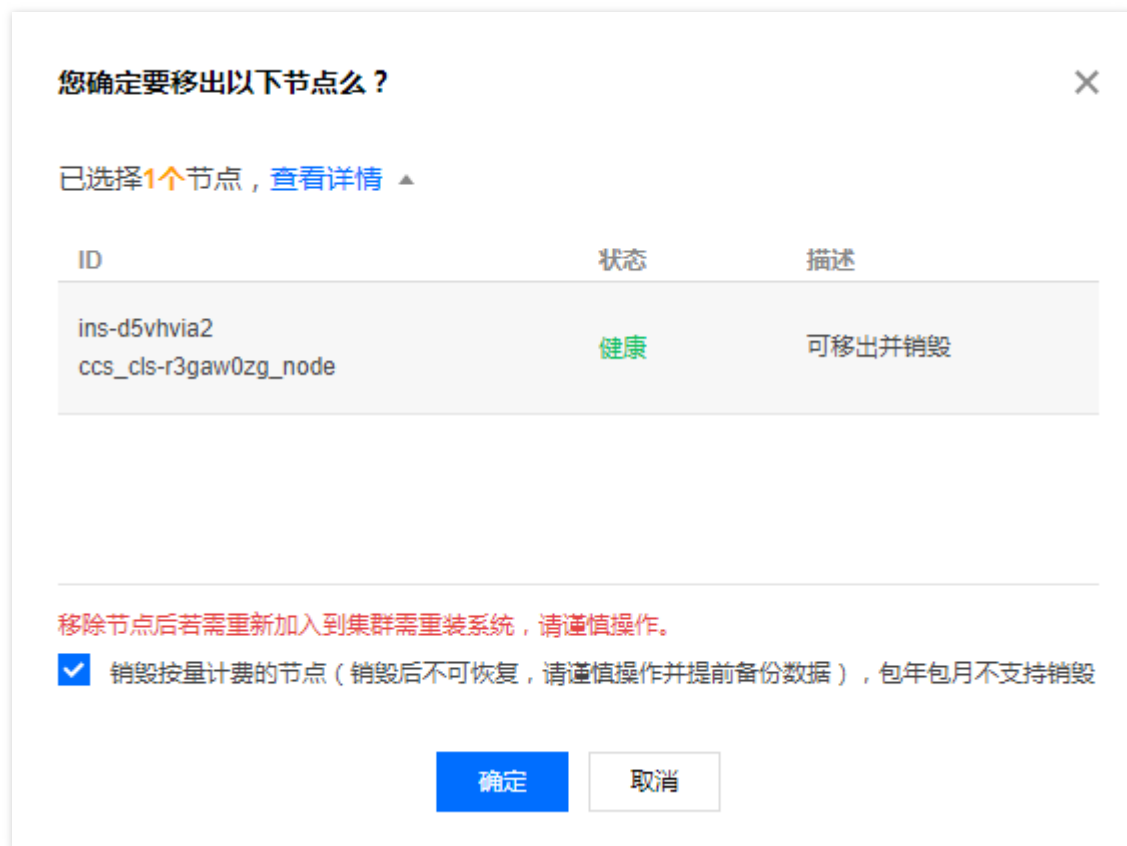 您确定要移出以下节点么？
已选择1个节点，查看详情
ID 状态 描述
ins-d5vhvia2
ccs_cls-r3gaw0zg_node
健康
可移出并销毁
移除节点后若需重新加入到集群需重装系统，请谨慎操作。
销毁按量计费的节点（销毁后不可恢复，请谨慎操作并提前备份数据），包年包月不支持销毁
确定 取消